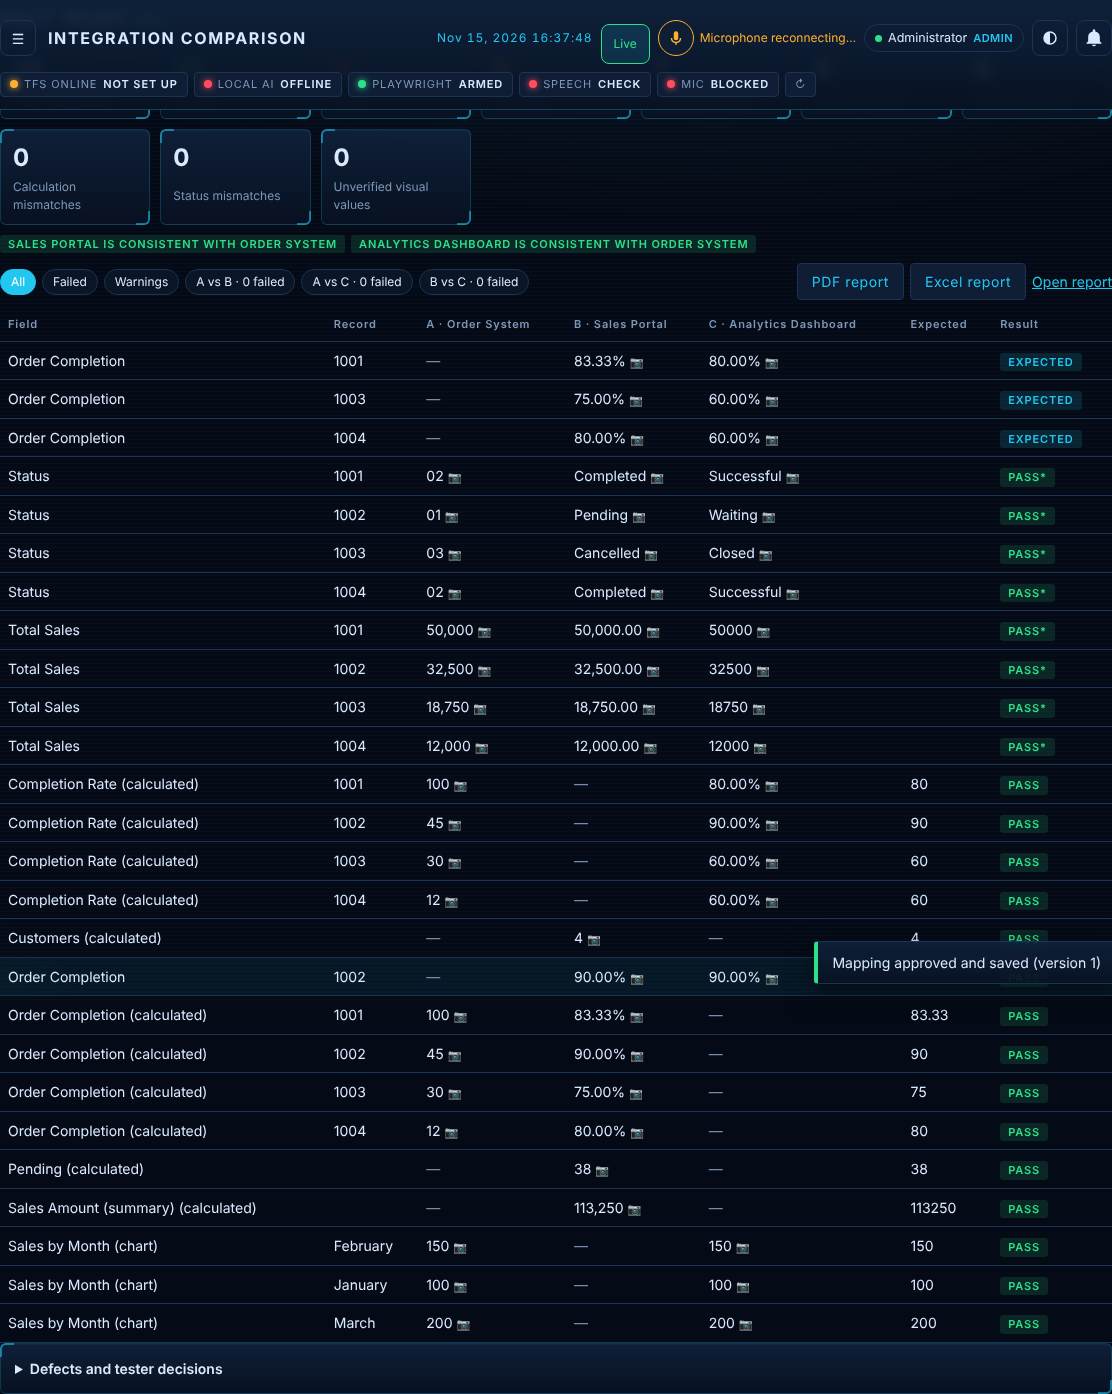 ☰ INTEGRATION COMPARISON Nov 15, 2026 16:37:48 Live Microphone reconnecting... Administrator ADMIN
TFS ONLINE NOT SET UP LOCAL AI OFFLINE PLAYWRIGHT ARMED SPEECH CHECK MIC BLOCKED ↻
0 0 0
Calculation mismatches
Status mismatches
Unverified visual values
SALES PORTAL IS CONSISTENT WITH ORDER SYSTEM ANALYTICS DASHBOARD IS CONSISTENT WITH ORDER SYSTEM
All Failed Warnings A vs B · 0 failed A vs C · 0 failed B vs C · 0 failed PDF report Excel report Open report
Field Record A · Order System B · Sales Portal C · Analytics Dashboard Expected Result
Order Completion 1001 — 83.33% 80.00% EXPECTED
Order Completion 1003 — 75.00% 60.00% EXPECTED
Order Completion 1004 — 80.00% 60.00% EXPECTED
Status 1001 02 Completed Successful PASS*
Status 1002 01 Pending Waiting PASS*
Status 1003 03 Cancelled Closed PASS*
Status 1004 02 Completed Successful PASS*
Total Sales 1001 50,000 50,000.00 50000 PASS*
Total Sales 1002 32,500 32,500.00 32500 PASS*
Total Sales 1003 18,750 18,750.00 18750 PASS*
Total Sales 1004 12,000 12,000.00 12000 PASS*
Completion Rate (calculated) 1001 100 — 80.00% 80 PASS
Completion Rate (calculated) 1002 45 — 90.00% 90 PASS
Completion Rate (calculated) 1003 30 — 60.00% 60 PASS
Completion Rate (calculated) 1004 12 — 60.00% 60 PASS
Customers (calculated) — 4 — 4 PASS
Mapping approved and saved (version 1)
Order Completion 1002 — 90.00% 90.00%
Order Completion (calculated) 1001 100 83.33% — 83.33 PASS
Order Completion (calculated) 1002 45 90.00% — 90 PASS
Order Completion (calculated) 1003 30 75.00% — 75 PASS
Order Completion (calculated) 1004 12 80.00% — 80 PASS
Pending (calculated) — 38 — 38 PASS
Sales Amount (summary) (calculated) — 113,250 — 113250 PASS
Sales by Month (chart) February 150 — 150 150 PASS
Sales by Month (chart) January 100 — 100 100 PASS
Sales by Month (chart) March 200 — 200 200 PASS
Defects and tester decisions